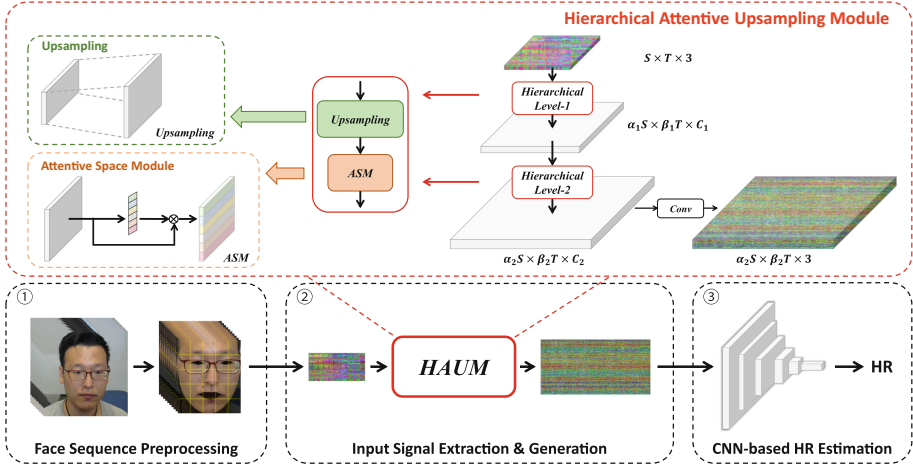 Hierarchical Attentive Upsampling Module
Upsampling
Upsampling
Attentive Space Module
ASM
Upsampling
ASM
S × T × 3
Hierarchical
Level-1
α₁S × β₁T × C₁
Hierarchical
Level-2
Conv
α₂S × β₂T × C₂
α₂S × β₂T × 3
①
②
③
HAUM
HR
Face Sequence Preprocessing
Input Signal Extraction & Generation
CNN-based HR Estimation